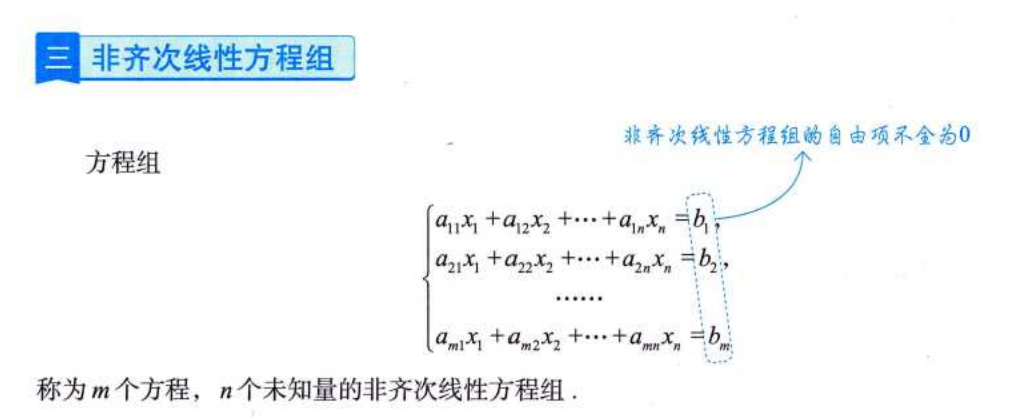 三 非齐次线性方程组
非齐次线性方程组的自由项不全为0
方程组
a₁₁x₁+a₁₂x₂+⋯+a₁ₙxₙ=b₁,
a₂₁x₁+a₂₂x₂+⋯+a₂ₙxₙ=b₂,
⋯⋯
aₘ₁x₁+aₘ₂x₂+⋯+aₘₙxₙ=bₘ
称为m个方程，n个未知量的非齐次线性方程组.